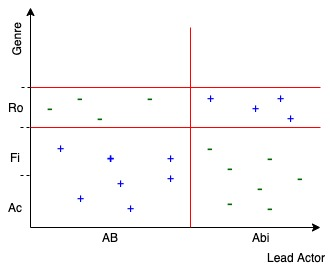 Genre
Ro
Fi
Ac
AB Abi
Lead Actor